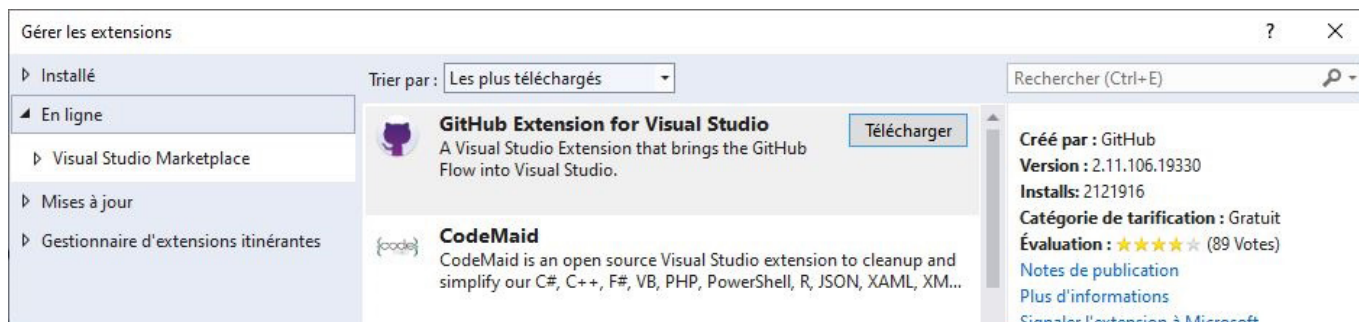 Gérer les extensions
?
Installé
En ligne
Visual Studio Marketplace
Mises à jour
Gestionnaire d'extensions itinérantes
Trier par : Les plus téléchargés
GitHub Extension for Visual Studio
A Visual Studio Extension that brings the GitHub
Flow into Visual Studio.
Télécharger
{code}
CodeMaid
CodeMaid is an open source Visual Studio extension to cleanup and
simplify our C#, C++, F#, VB, PHP, PowerShell, R, JSON, XAML, XM...
Rechercher (Ctrl+E)
Créé par : GitHub
Version : 2.11.106.19330
Installs: 2121916
Catégorie de tarification : Gratuit
Évaluation : (89 Votes)
Notes de publication
Plus d'informations
Signaler l'extension à Microsoft